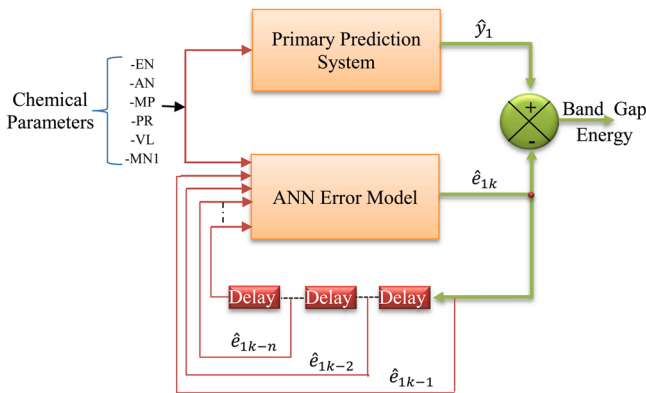 Primary Prediction
System
ŷ₁
-EN
-AN
-MP
-PR
-VL
-MN1
Chemical
Parameters
+
-
Band Gap
Energy
ANN Error Model
ê₁ₖ
Delay
Delay
Delay
ê₁ₖ₋ₙ
ê₁ₖ₋₂
ê₁ₖ₋₁